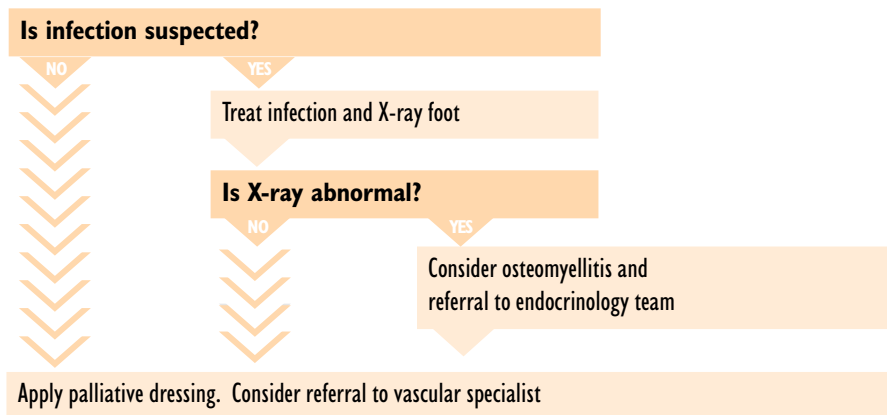 Is infection suspected?
NO YES
Treat infection and X-ray foot
Is X-ray abnormal?
NO YES
Consider osteomyellitis and
referral to endocrinology team
Apply palliative dressing. Consider referral to vascular specialist